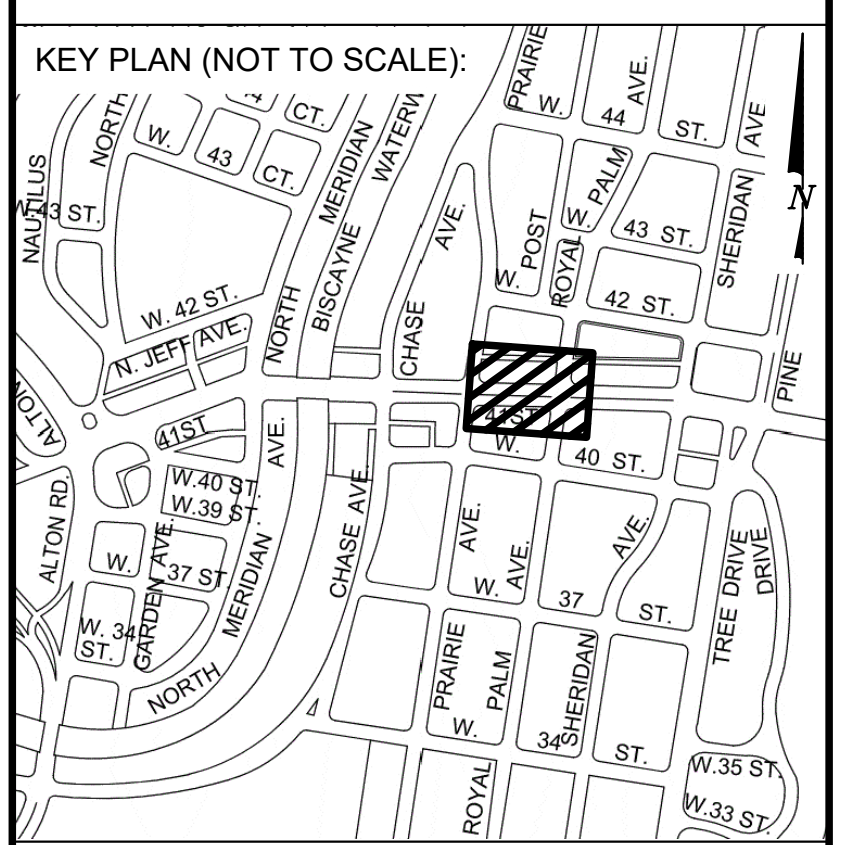 KEY PLAN (NOT TO SCALE):
PRAIRIE
W. 44 ST.
AVE.
AVE
N
NORTH
W. 43 CT.
CT.
MERIDIAN
WATERW
NAUTILUS
W.43 ST.
W. PALM
W. 43 ST.
SHERIDAN
AVE.
POST
ROYAL
W. 42 ST.
BISCAYNE
NORTH
CHASE
W. 42 ST.
N. JEFF AVE.
PINE
ALTON
41ST
41ST
W. 40 ST.
AVE.
W.40 ST.
W.39 ST.
ALTON RD.
CHASE AVE.
AVE.
AVE.
AVE.
W. 37 ST.
GARDEN AVE.
MERIDIAN
W. 37 ST.
TREE DRIVE
DRIVE
W. 34
ST.
NORTH
PRAIRIE
PALM
SHERIDAN
W. 34 ST.
W.35 ST.
W.33 ST.
ROYAL